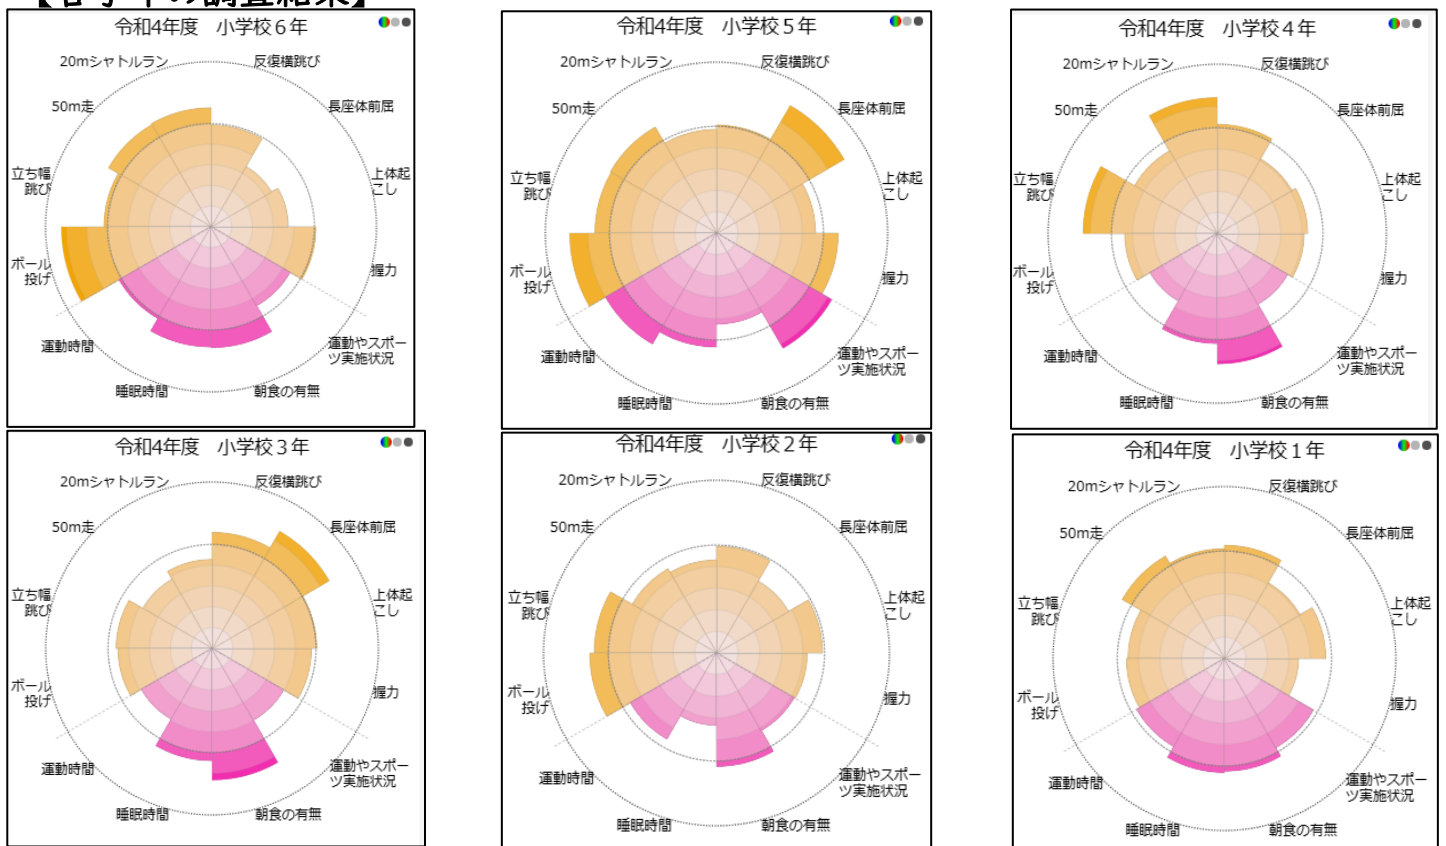 【各学年の調査結果】
令和4年度　小学校６年
20mシャトルラン
反復横跳び
50m走
長座体前屈
立ち幅
跳び
上体起
こし
ボール
投げ
握力
運動時間
運動やスポー
ツ実施状況
睡眠時間
朝食の有無
令和4年度　小学校５年
20mシャトルラン
反復横跳び
50m走
長座体前屈
立ち幅
跳び
上体起
こし
ボール
投げ
握力
運動時間
運動やスポー
ツ実施状況
睡眠時間
朝食の有無
令和4年度　小学校４年
20mシャトルラン
反復横跳び
50m走
長座体前屈
立ち幅
跳び
上体起
こし
ボール
投げ
握力
運動時間
運動やスポー
ツ実施状況
睡眠時間
朝食の有無
令和4年度　小学校３年
20mシャトルラン
反復横跳び
50m走
長座体前屈
立ち幅
跳び
上体起
こし
ボール
投げ
握力
運動時間
運動やスポー
ツ実施状況
睡眠時間
朝食の有無
令和4年度　小学校２年
20mシャトルラン
反復横跳び
50m走
長座体前屈
立ち幅
跳び
上体起
こし
ボール
投げ
握力
運動時間
運動やスポー
ツ実施状況
睡眠時間
朝食の有無
令和4年度　小学校１年
20mシャトルラン
反復横跳び
50m走
長座体前屈
立ち幅
跳び
上体起
こし
ボール
投げ
握力
運動時間
運動やスポー
ツ実施状況
睡眠時間
朝食の有無